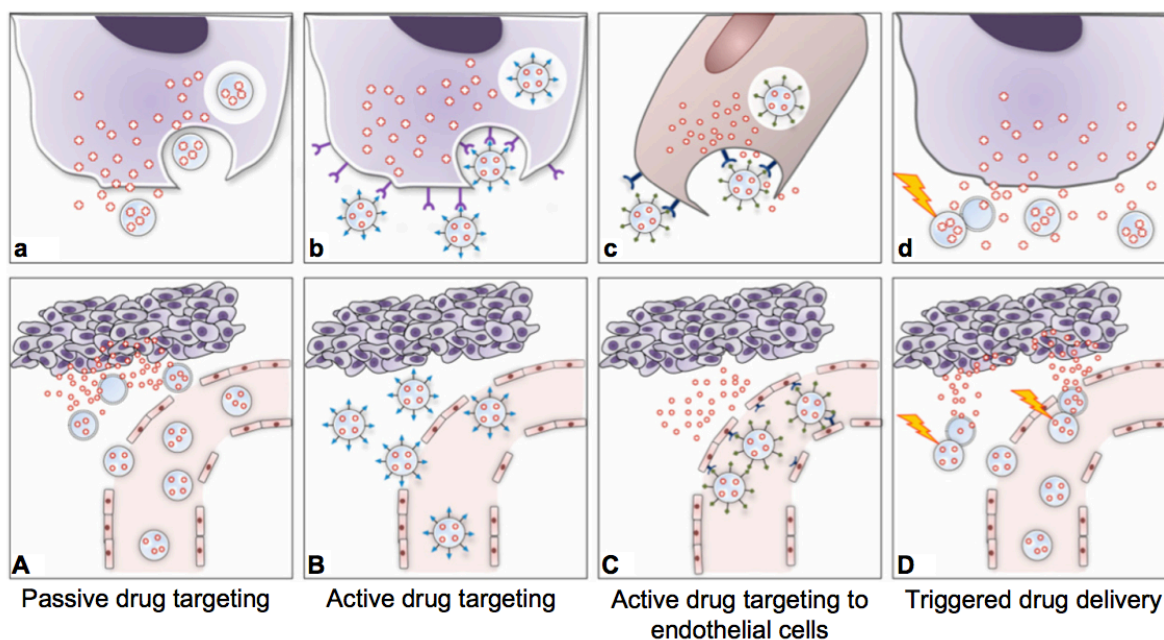 a
b
c
d
A
B
C
D
Passive drug targeting
Active drug targeting
Active drug targeting to
endothelial cells
Triggered drug delivery